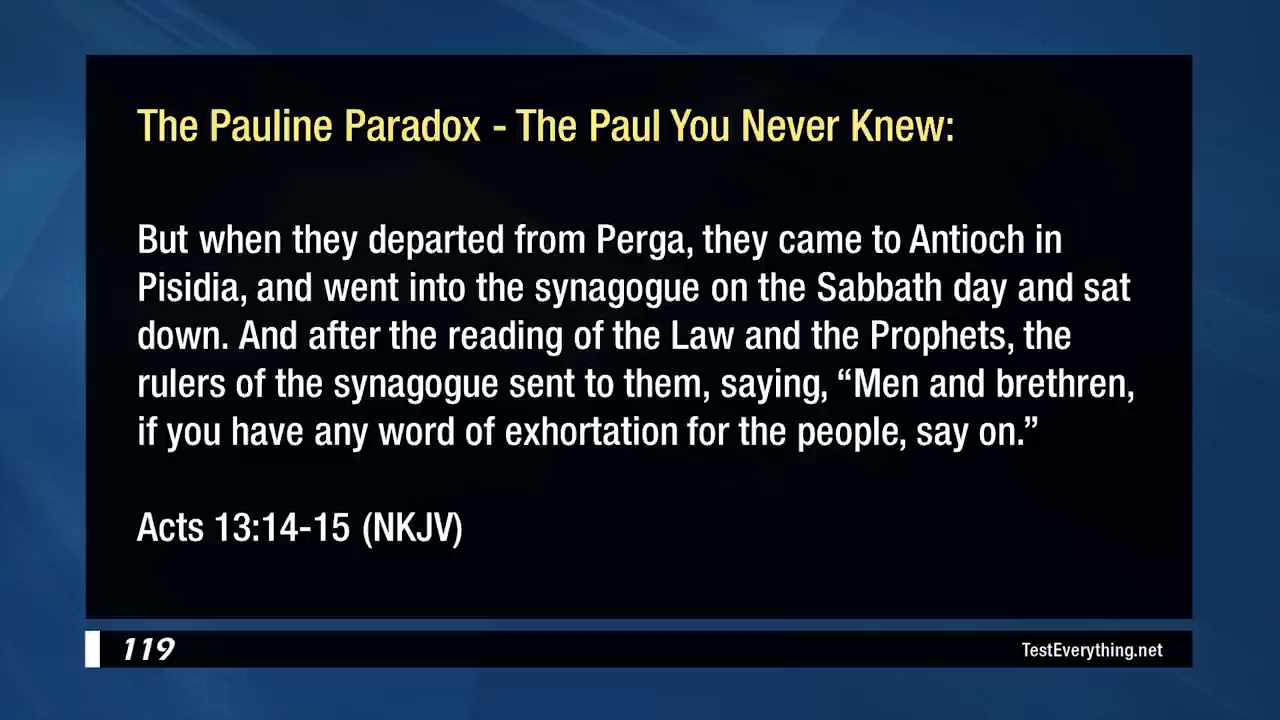 The Pauline Paradox - The Paul You Never Knew:
But when they departed from Perga, they came to Antioch in
Pisidia, and went into the synagogue on the Sabbath day and sat
down. And after the reading of the Law and the Prophets, the
rulers of the synagogue sent to them, saying, “Men and brethren,
if you have any word of exhortation for the people, say on.”
Acts 13:14-15 (NKJV)
119
TestEverything.net